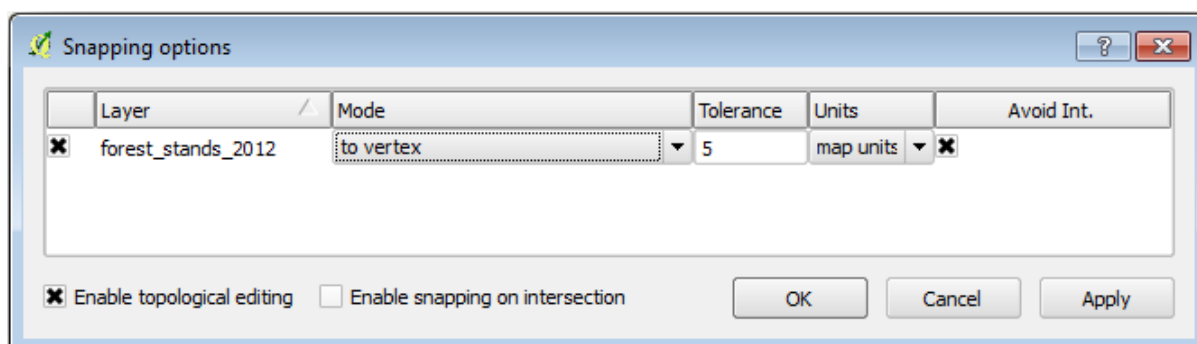 Snapping options
Layer Mode Tolerance Units Avoid Int.
forest_stands_2012 to vertex 5 map units
Enable topological editing Enable snapping on intersection OK Cancel Apply